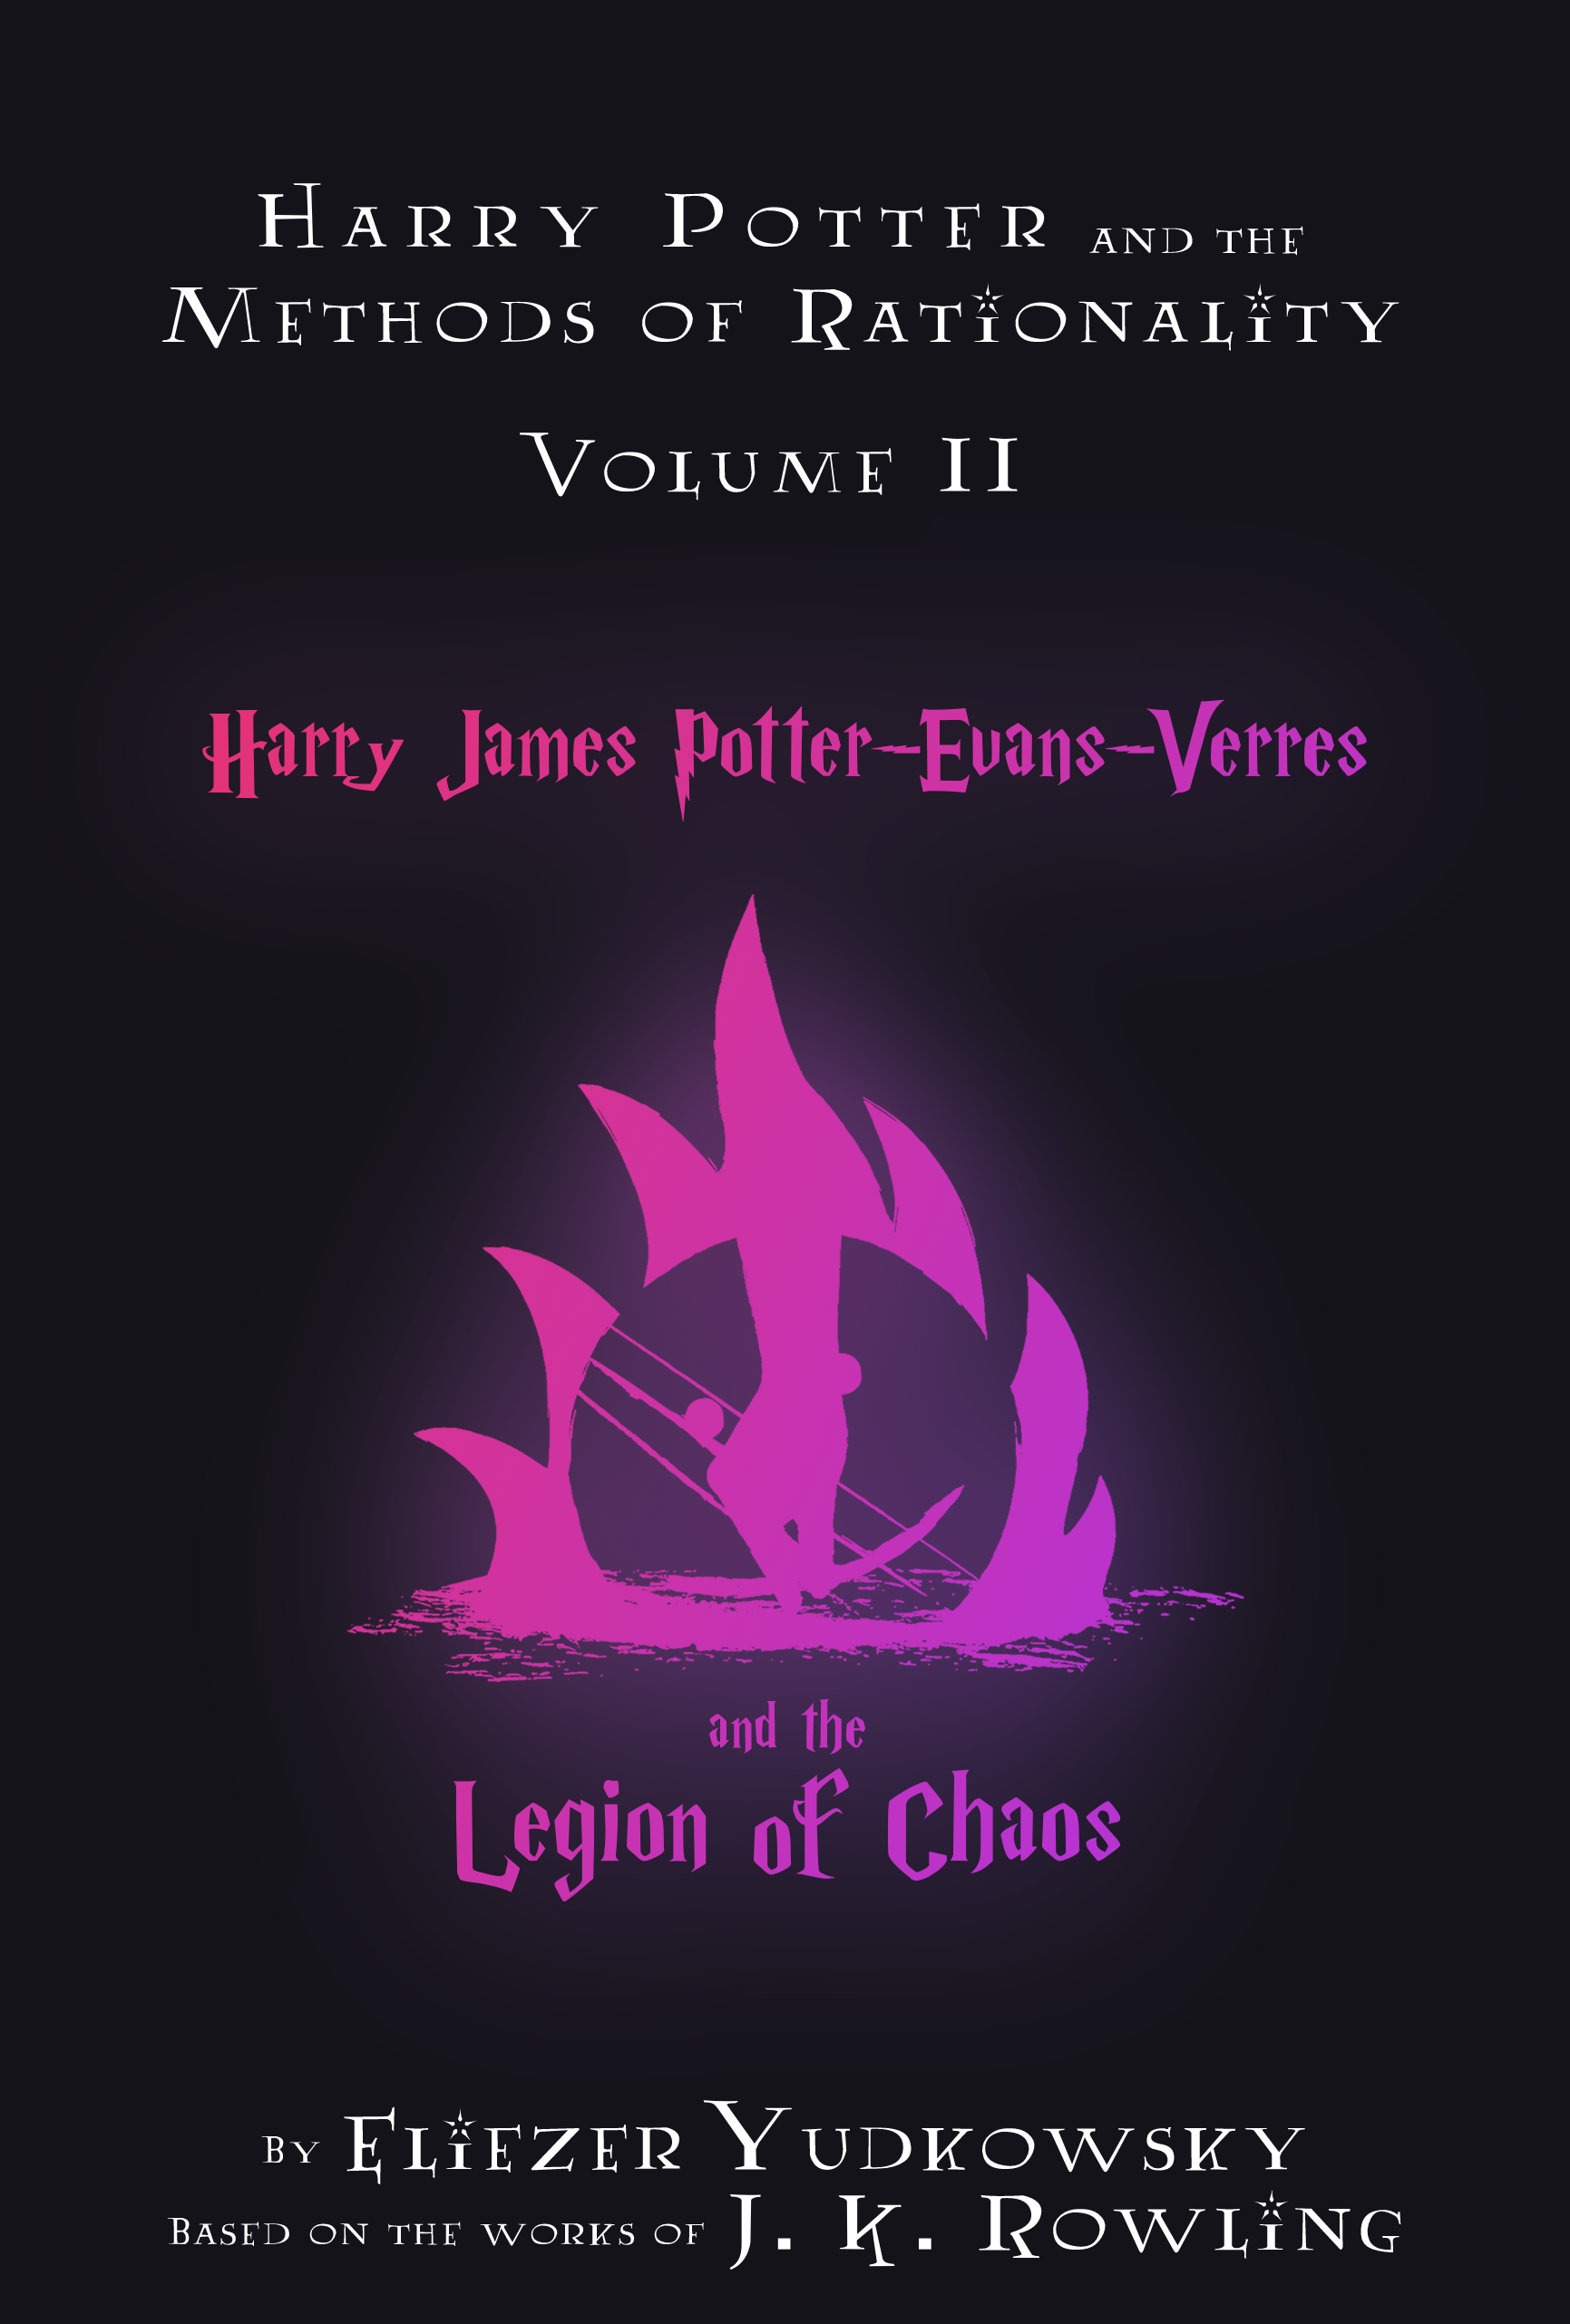 Harry Potter and the
Methods of Rationality
Volume II
Harry James Potter-Evans-Verres
and the
Legion of Chaos
by Eliezer Yudkowsky
Based on the works of J. K. Rowling